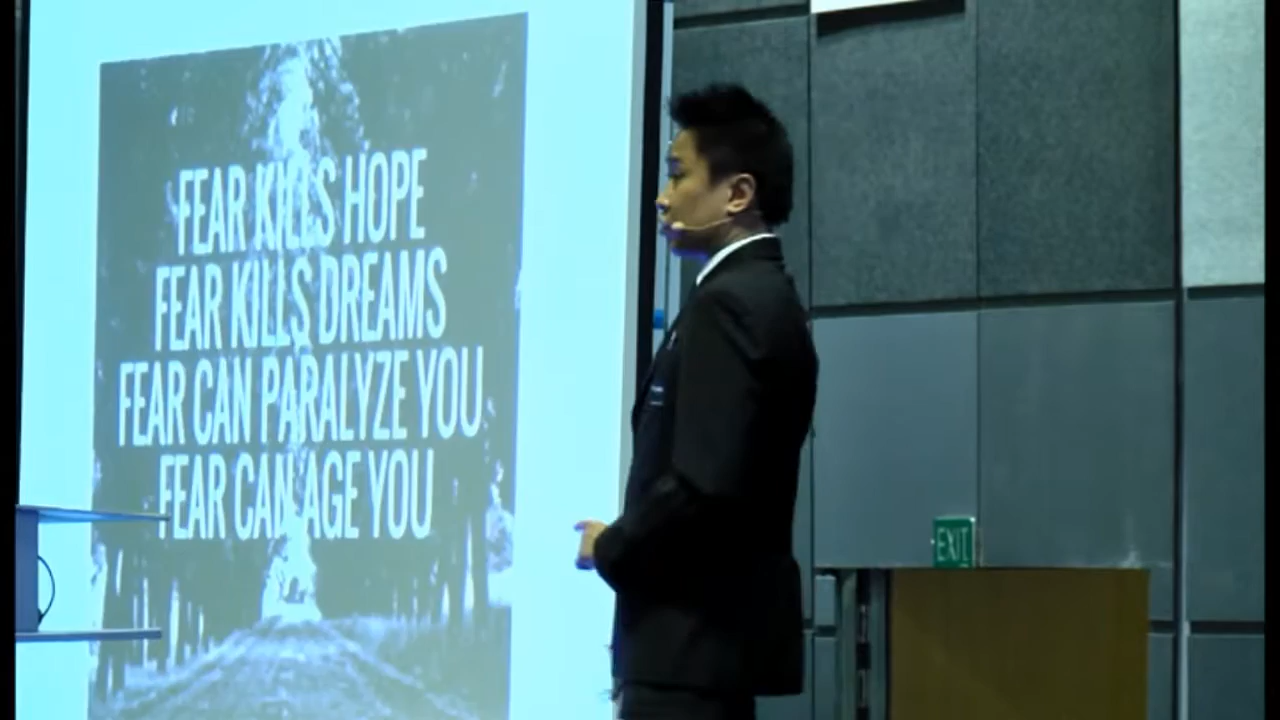 FEAR KILLS HOPE
FEAR KILLS DREAMS
FEAR CAN PARALYZE YOU
FEAR CAN AGE YOU
EXIT